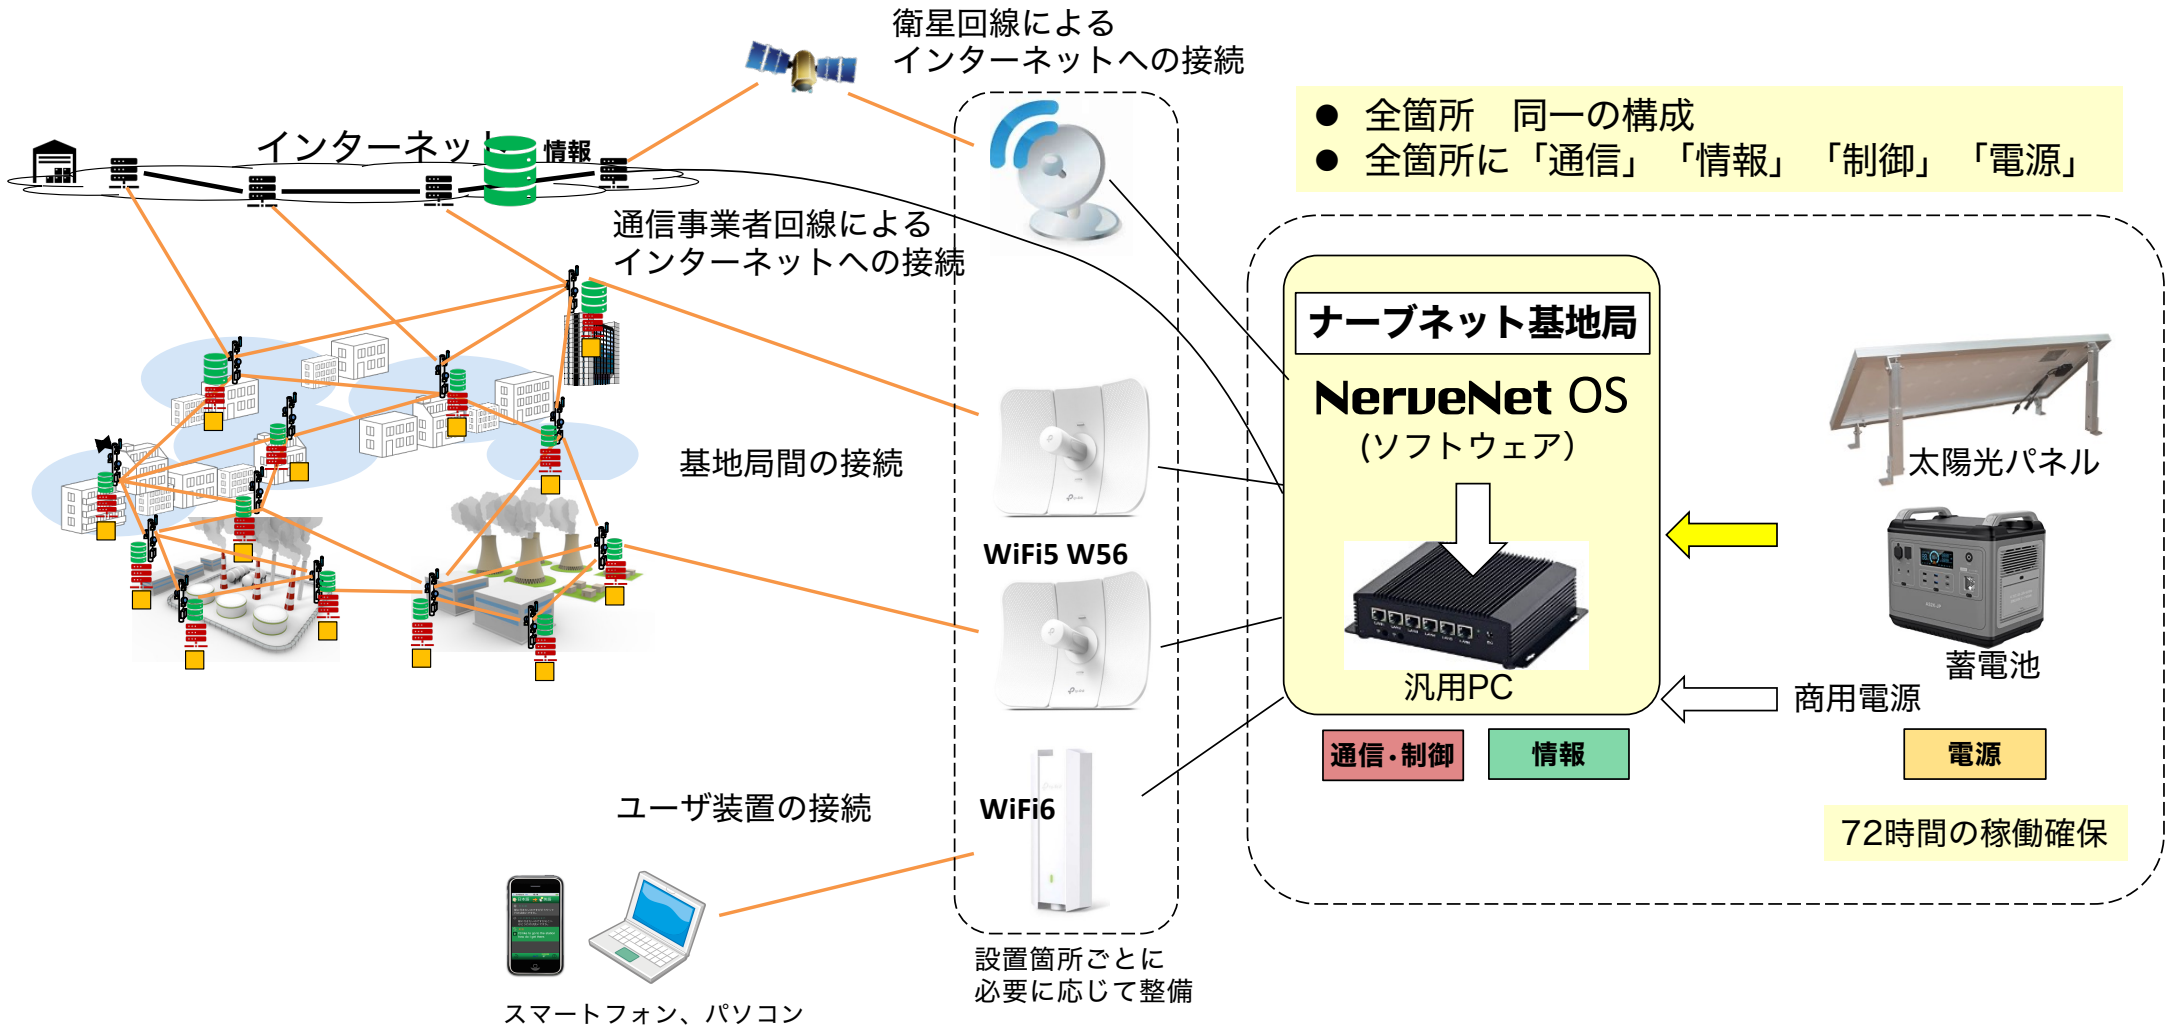 衛星回線による
インターネットへの接続
● 全箇所　同一の構成
● 全箇所に「通信」「情報」「制御」「電源」
インターネット
情報
通信事業者回線による
インターネットへの接続
ナーブネット基地局
NerveNet OS
(ソフトウェア）
太陽光パネル
基地局間の接続
WiFi5 W56
汎用PC
蓄電池
商用電源
通信・制御
情報
電源
ユーザ装置の接続
WiFi6
72時間の稼働確保
設置箇所ごとに
必要に応じて整備
スマートフォン、パソコン